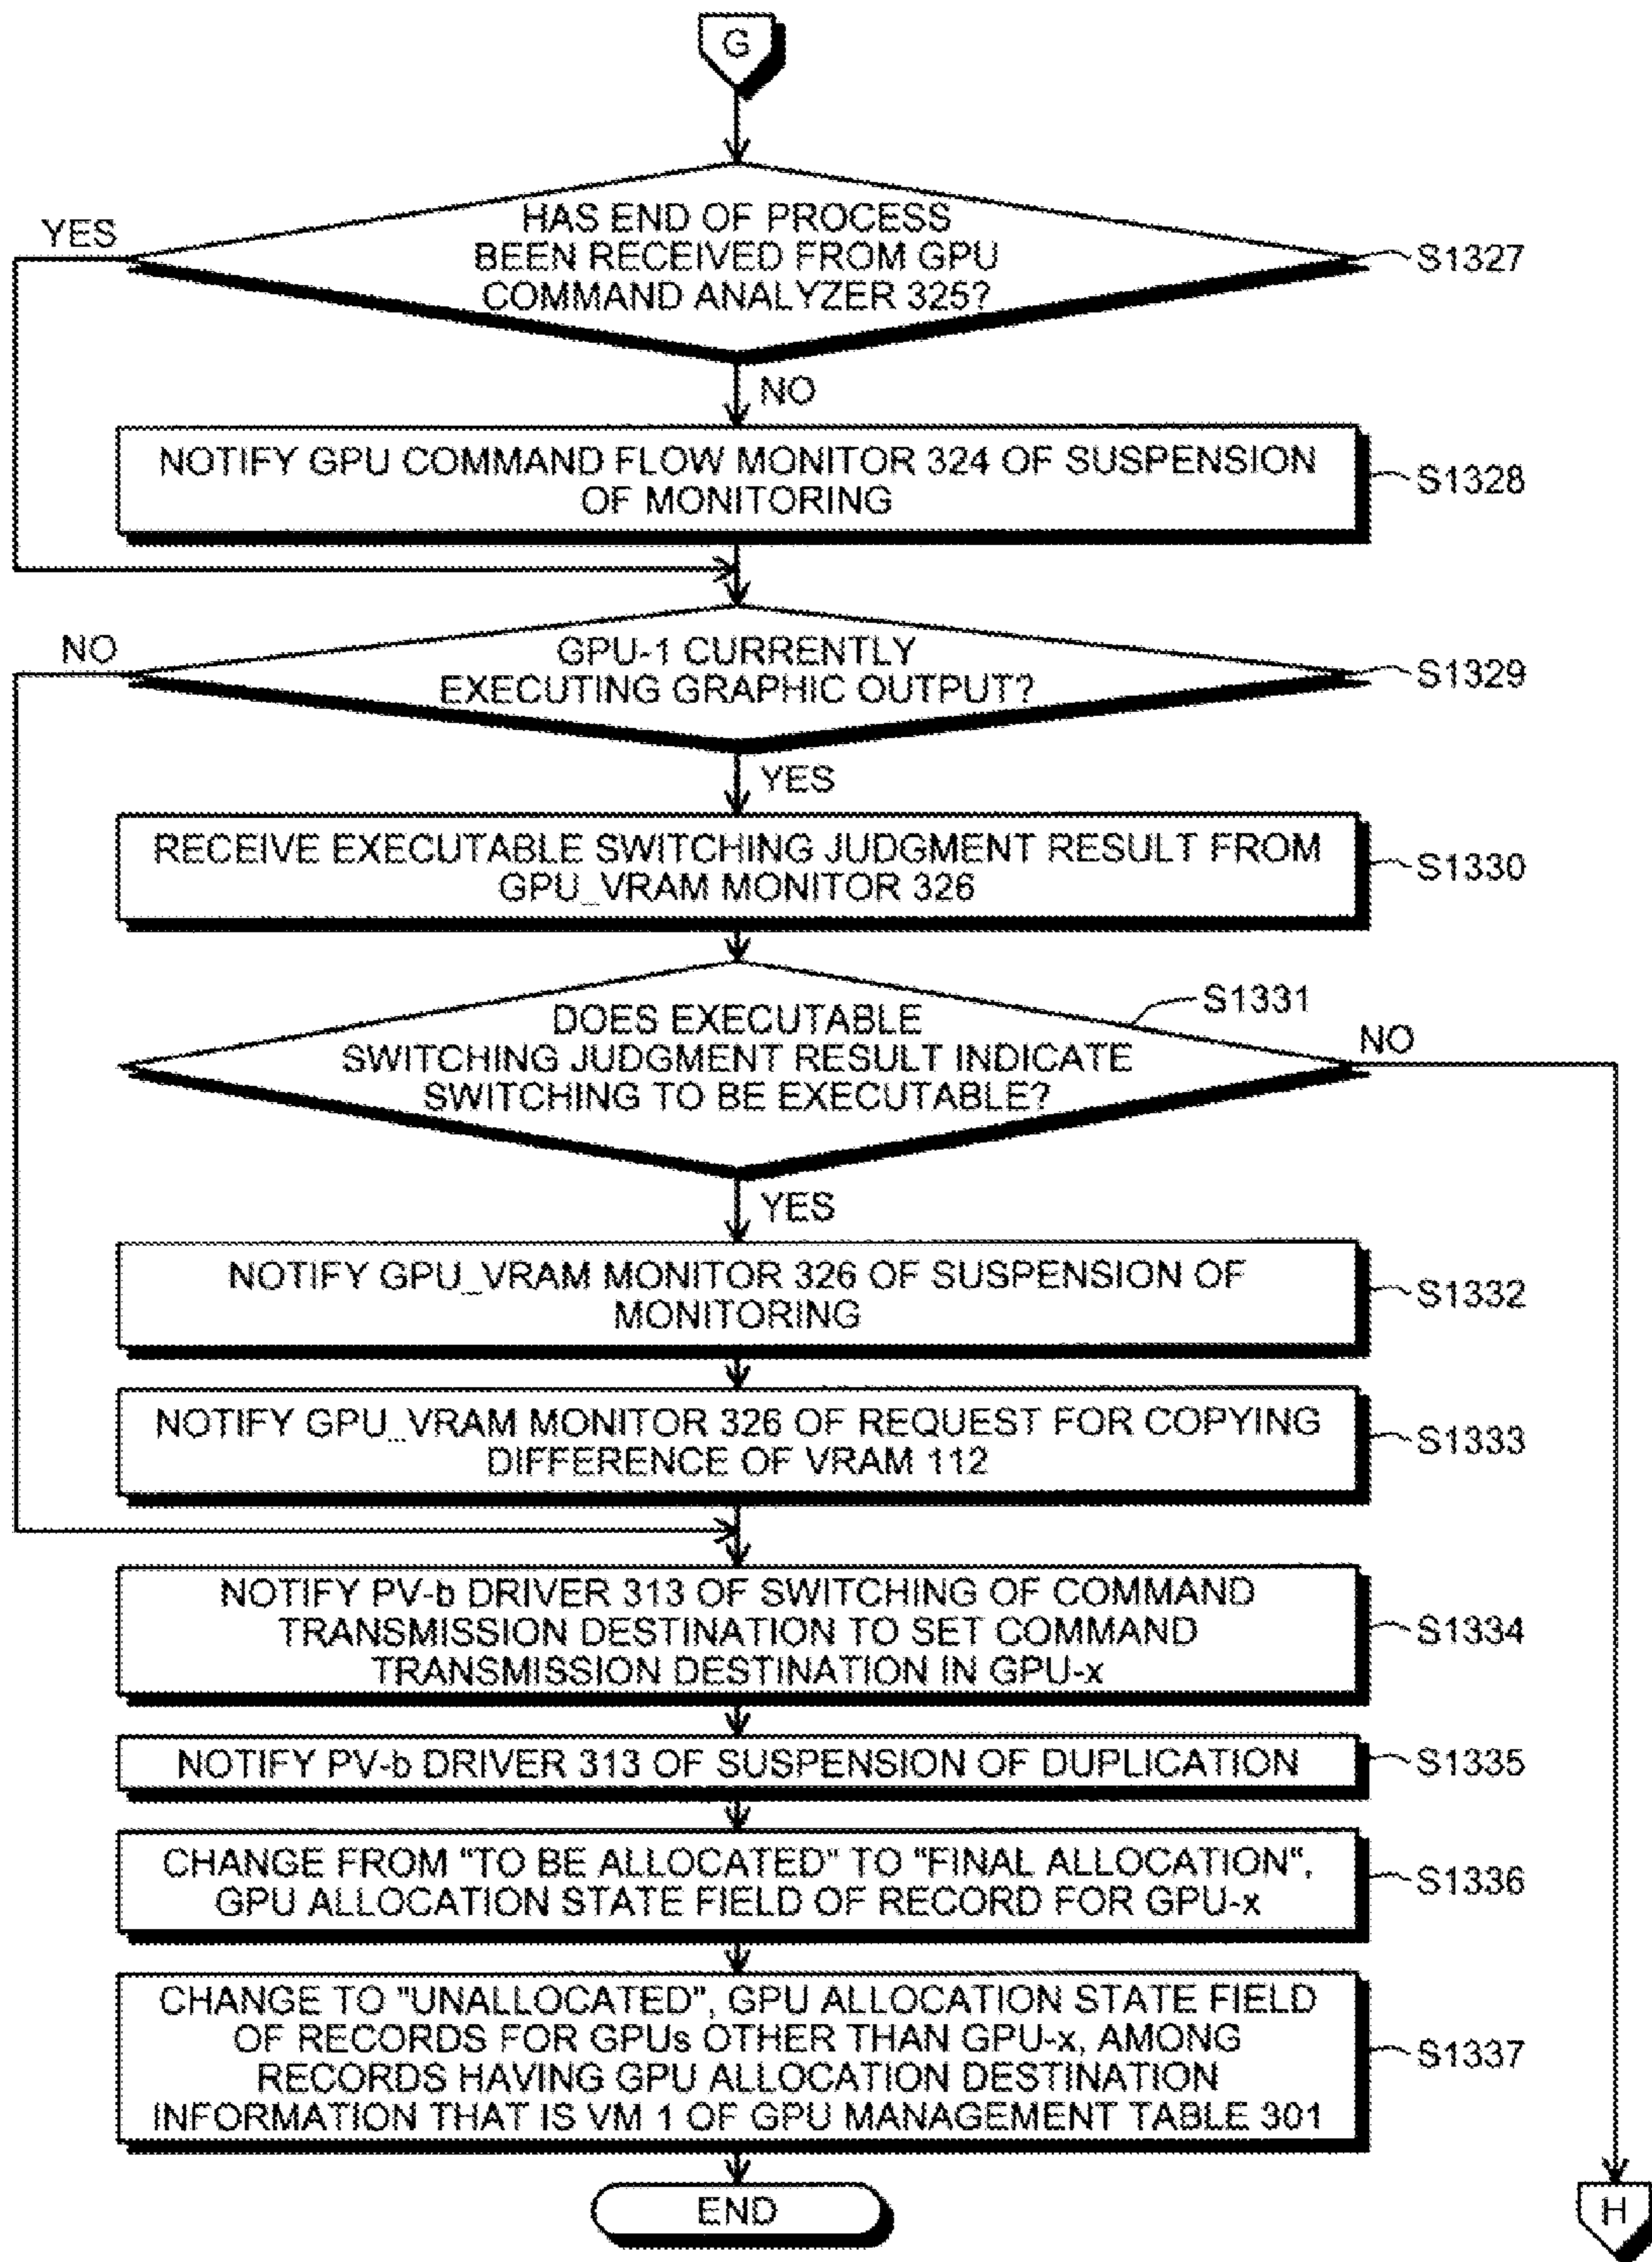 G
HAS END OF PROCESS
BEEN RECEIVED FROM GPU
COMMAND ANALYZER 325?
YES
S1327
NO
NOTIFY GPU COMMAND FLOW MONITOR 324 OF SUSPENSION
OF MONITORING
S1328
NO
GPU-1 CURRENTLY
EXECUTING GRAPHIC OUTPUT?
S1329
YES
RECEIVE EXECUTABLE SWITCHING JUDGMENT RESULT FROM
GPU_VRAM MONITOR 326
S1330
S1331
DOES EXECUTABLE
SWITCHING JUDGMENT RESULT INDICATE
SWITCHING TO BE EXECUTABLE?
NO
YES
NOTIFY GPU_VRAM MONITOR 326 OF SUSPENSION OF
MONITORING
S1332
NOTIFY GPU_VRAM MONITOR 326 OF REQUEST FOR COPYING
DIFFERENCE OF VRAM 112
S1333
NOTIFY PV-b DRIVER 313 OF SWITCHING OF COMMAND
TRANSMISSION DESTINATION TO SET COMMAND
TRANSMISSION DESTINATION IN GPU-x
S1334
NOTIFY PV-b DRIVER 313 OF SUSPENSION OF DUPLICATION
S1335
CHANGE FROM "TO BE ALLOCATED" TO "FINAL ALLOCATION",
GPU ALLOCATION STATE FIELD OF RECORD FOR GPU-x
S1336
CHANGE TO "UNALLOCATED", GPU ALLOCATION STATE FIELD
OF RECORDS FOR GPUs OTHER THAN GPU-x, AMONG
RECORDS HAVING GPU ALLOCATION DESTINATION
INFORMATION THAT IS VM 1 OF GPU MANAGEMENT TABLE 301
S1337
END
H